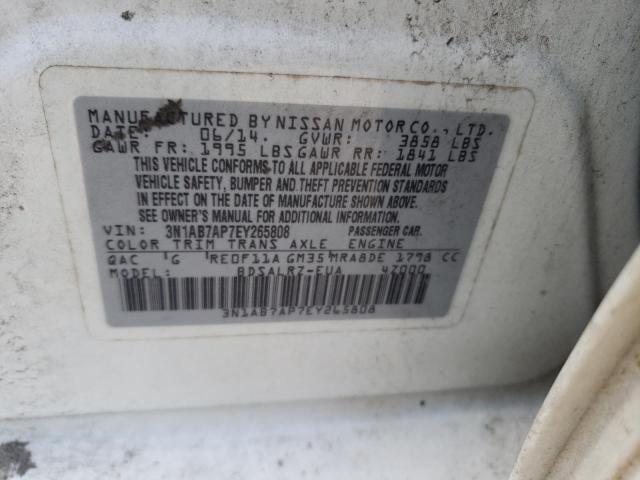 MANUFACTURED BY NISSAN MOTOR CO., LTD.
DATE: 06/14. GVWR: 3858 LBS
GAWR FR: 1995 LBS GAWR RR: 1841 LBS
THIS VEHICLE CONFORMS TO ALL APPLICABLE FEDERAL MOTOR
VEHICLE SAFETY, BUMPER AND THEFT PREVENTION STANDARDS
IN EFFECT ON THE DATE OF MANUFACTURE SHOWN ABOVE.
SEE OWNER'S MANUAL FOR ADDITIONAL INFORMATION.
VIN: 3N1AB7AP7EY265808 PASSENGER CAR.
COLOR TRIM TRANS AXLE ENGINE
QAC G RE0F11A GM35 MRA8DE 1798 CC
BDSALRZ-EUA 4Z000
3N1AB7AP7EY265808